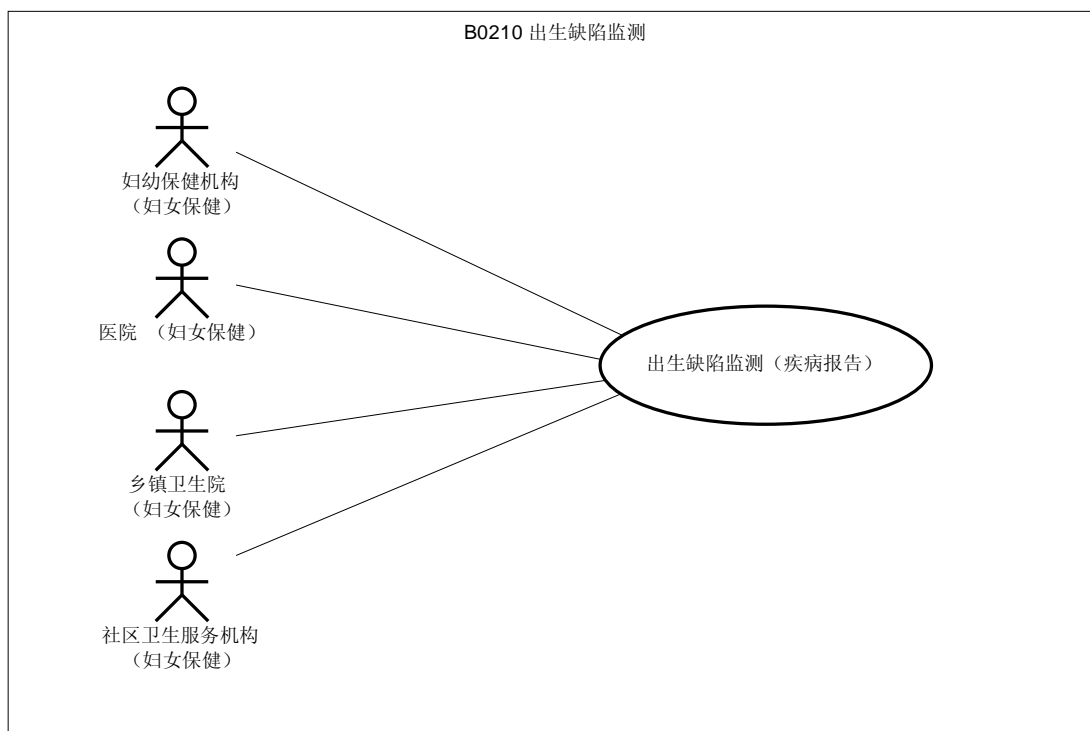 B0210 出生缺陷监测
妇幼保健机构
（妇女保健）
医院 （妇女保健）
出生缺陷监测（疾病报告）
乡镇卫生院
（妇女保健）
社区卫生服务机构
（妇女保健）